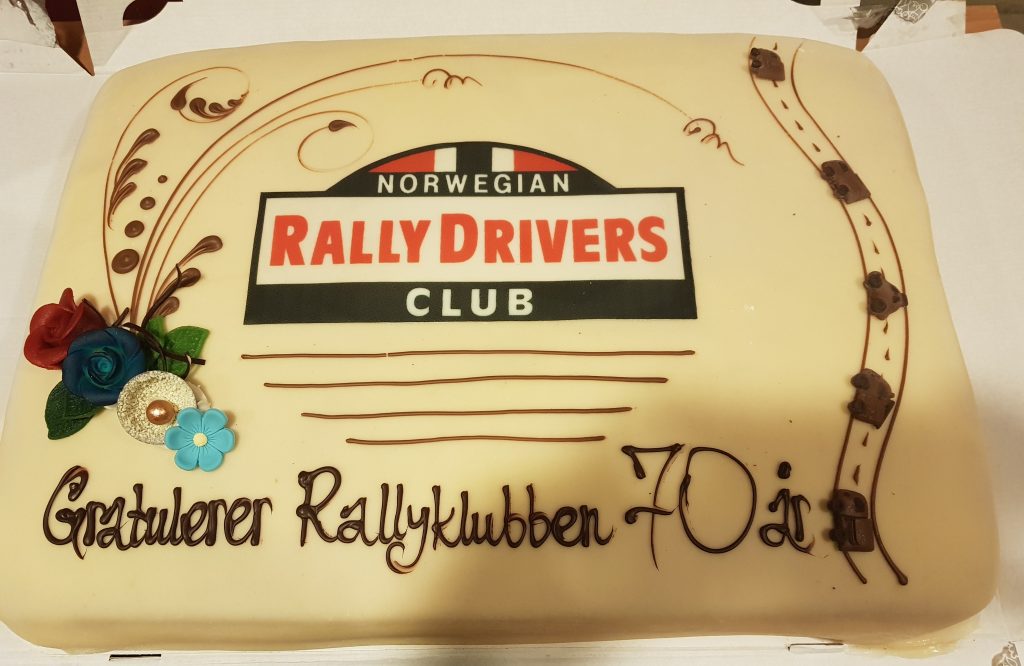 NORWEGIAN
RALLY DRIVERS
CLUB
Gratulerer Rallyklubben 70 år